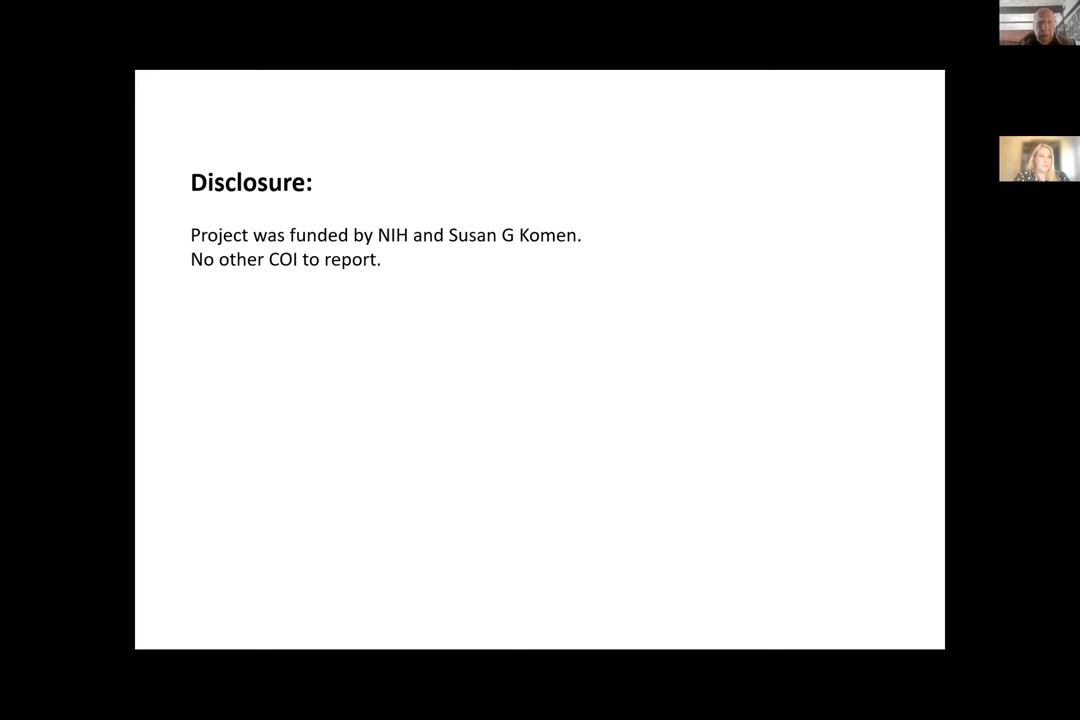 Disclosure:
Project was funded by NIH and Susan G Komen.
No other COI to report.